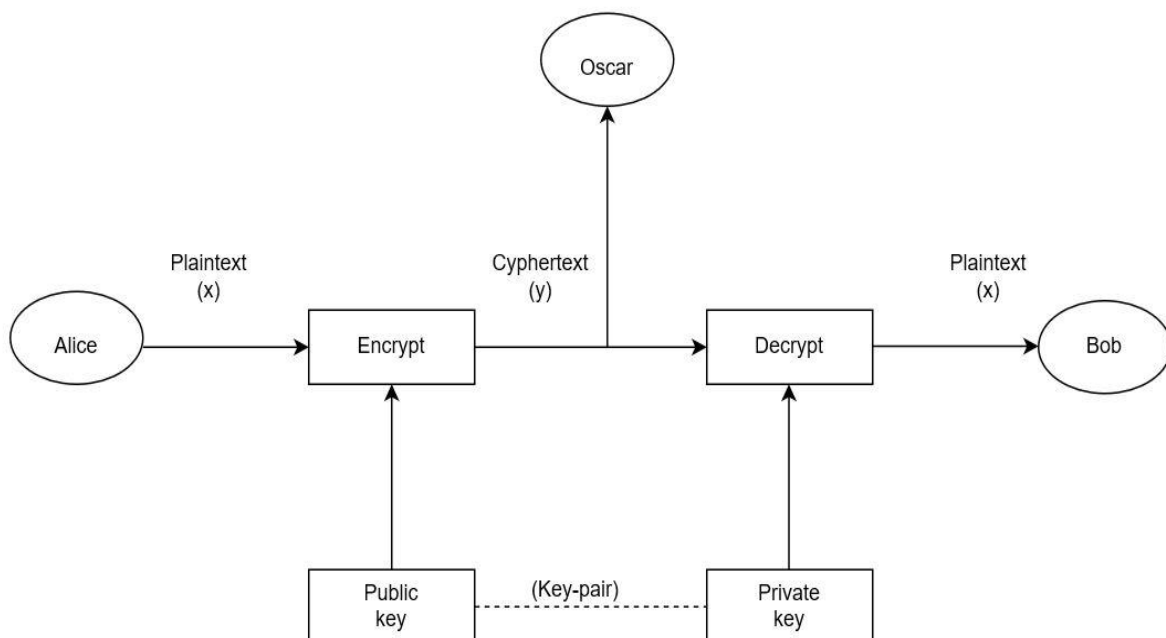 Oscar
Plaintext
(x)
Cyphertext
(y)
Plaintext
(x)
Alice
Encrypt
Decrypt
Bob
Public
key
(Key-pair)
Private
key